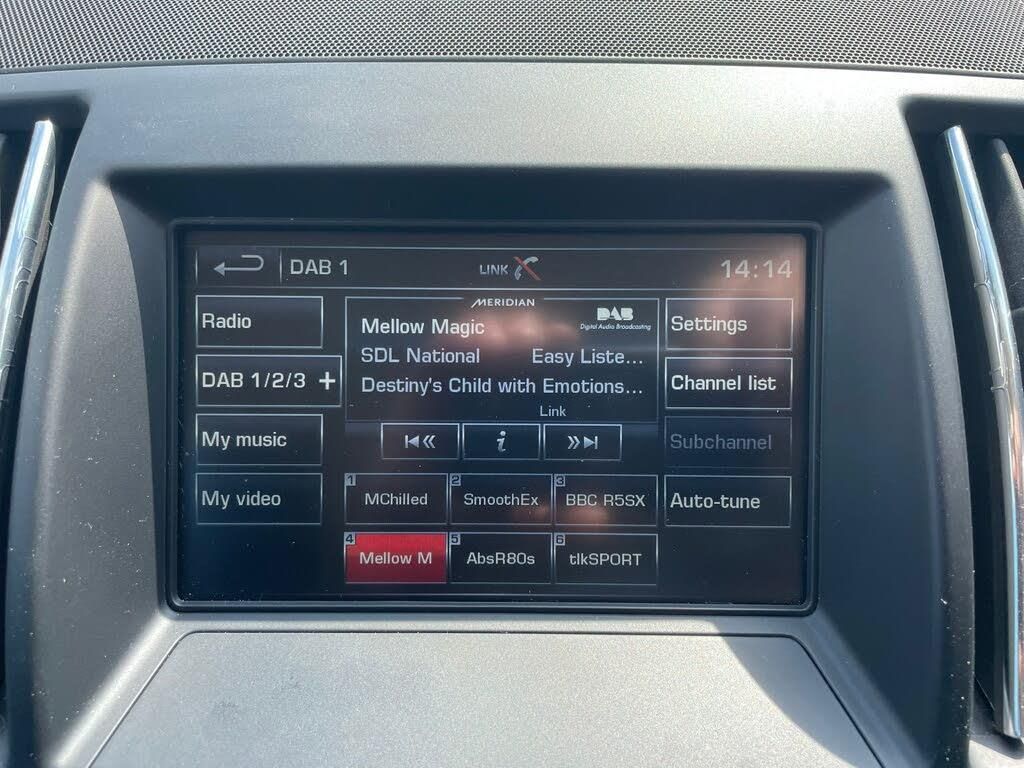 DAB 1
LINK
14:14
Radio
MERIDIAN
DAB
Digital Audio Broadcasting
Mellow Magic
Settings
SDL National Easy Liste...
DAB 1/2/3 +
Destiny's Child with Emotions...
Channel list
Link
My music
i
Subchannel
My video
1 MChilled
2 SmoothEx
3 BBC R5SX
Auto-tune
4 Mellow M
5 AbsR80s
6 tlkSPORT